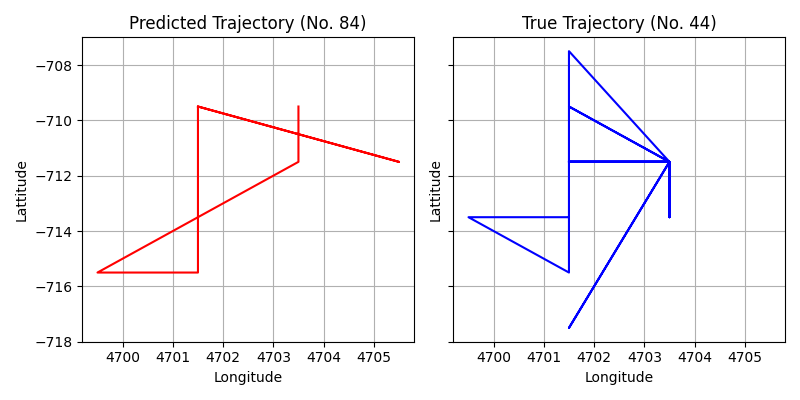 Predicted Trajectory (No. 84)
True Trajectory (No. 44)
Lattitude
−708
−710
−712
−714
−716
−718
4700 4701 4702 4703 4704 4705
Longitude
Lattitude
4700 4701 4702 4703 4704 4705
Longitude